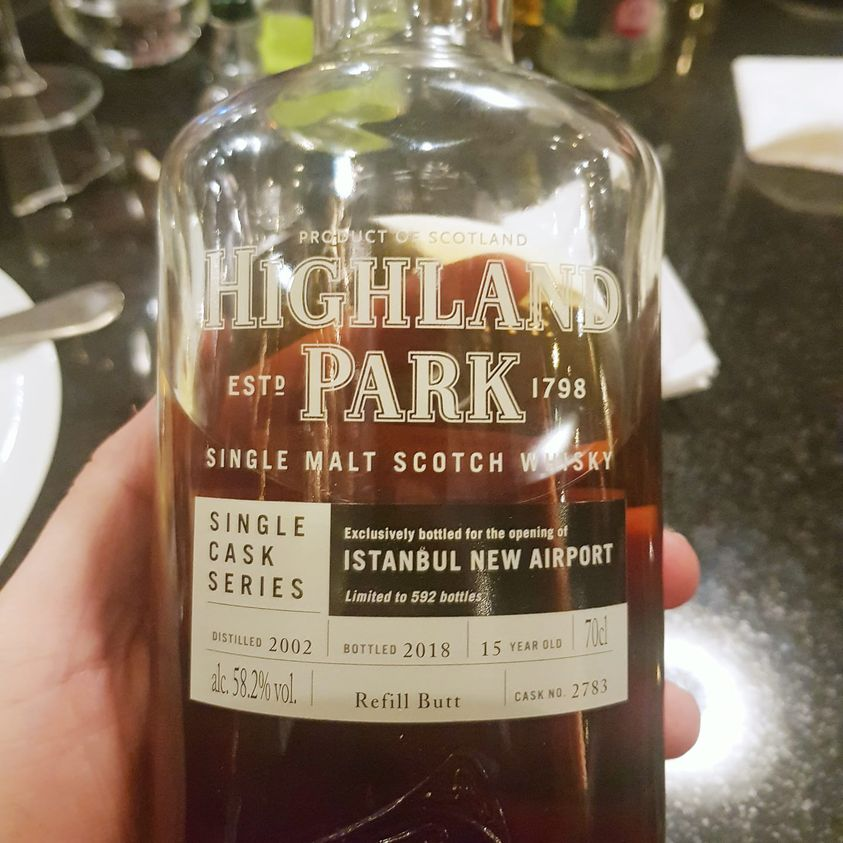 PRODUCT OF SCOTLAND
HIGHLAND
ESTD PARK 1798
SINGLE MALT SCOTCH WHISKY
SINGLE
CASK
SERIES
Exclusively bottled for the opening of
ISTANBUL NEW AIRPORT
Limited to 592 bottles
DISTILLED 2002 BOTTLED 2018 15 YEAR OLD 70cl
alc. 58.2% vol. Refill Butt CASK NO. 2783